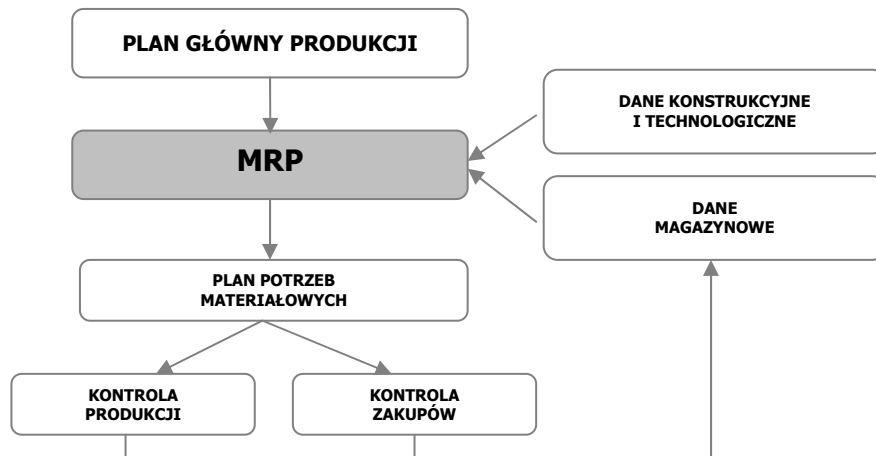 PLAN GŁÓWNY PRODUKCJI
DANE KONSTRUKCYJNE
I TECHNOLOGICZNE
MRP
DANE
MAGAZYNOWE
PLAN POTRZEB
MATERIAŁOWYCH
KONTROLA
PRODUKCJI
KONTROLA
ZAKUPÓW